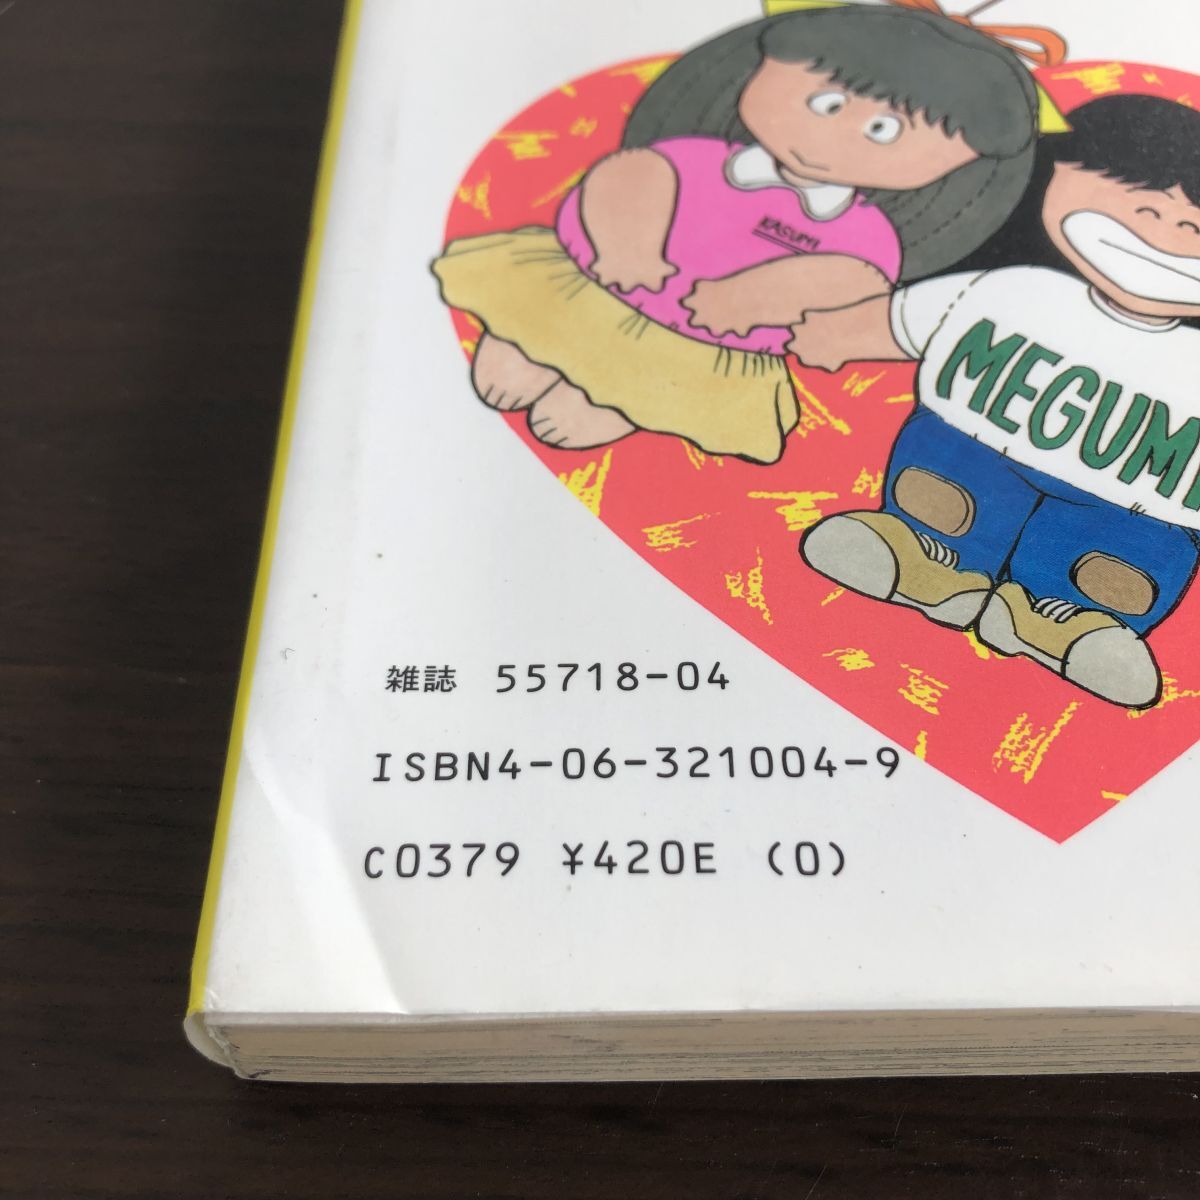 KASUMI
MEGUMI
雑誌 55718-04
ISBN4-06-321004-9
C0379 ¥420E (0)